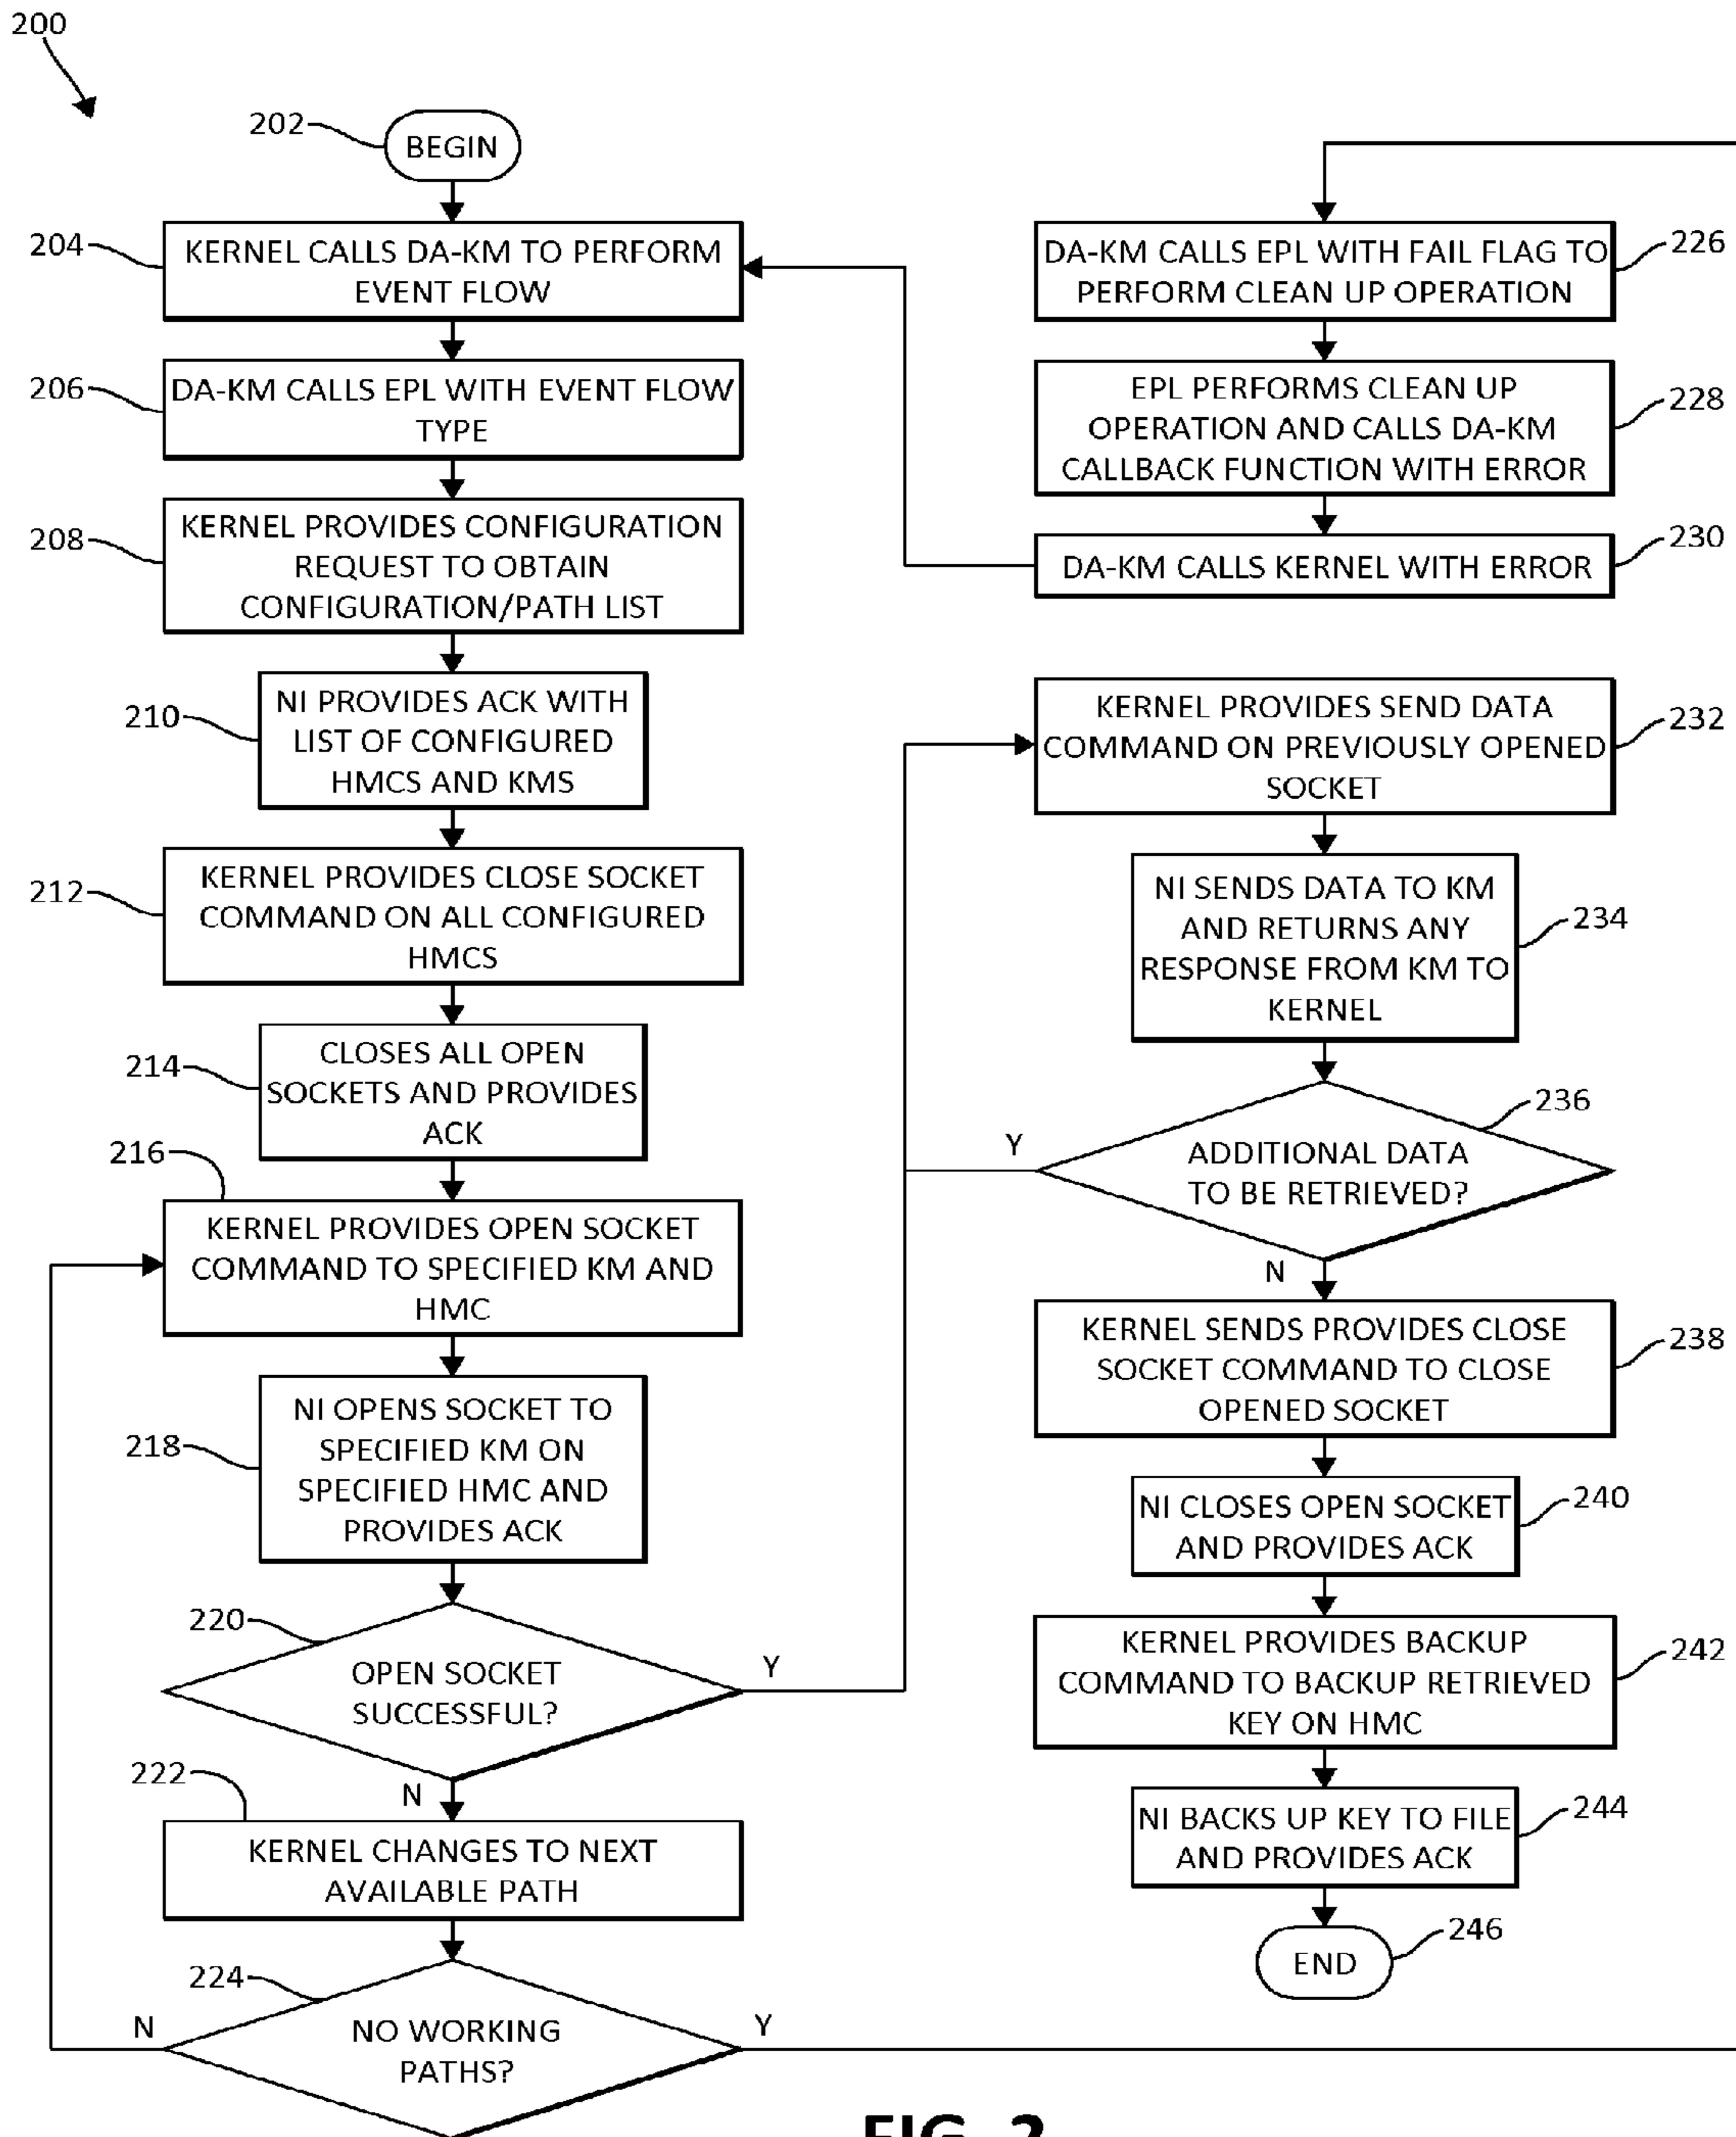 200
202
BEGIN
204
KERNEL CALLS DA-KM TO PERFORM
EVENT FLOW
206
DA-KM CALLS EPL WITH EVENT FLOW
TYPE
208
KERNEL PROVIDES CONFIGURATION
REQUEST TO OBTAIN
CONFIGURATION/PATH LIST
210
NI PROVIDES ACK WITH
LIST OF CONFIGURED
HMCS AND KMS
212
KERNEL PROVIDES CLOSE SOCKET
COMMAND ON ALL CONFIGURED
HMCS
214
CLOSES ALL OPEN
SOCKETS AND PROVIDES
ACK
216
KERNEL PROVIDES OPEN SOCKET
COMMAND TO SPECIFIED KM AND
HMC
218
NI OPENS SOCKET TO
SPECIFIED KM ON
SPECIFIED HMC AND
PROVIDES ACK
220
OPEN SOCKET
SUCCESSFUL?
Y
N
222
KERNEL CHANGES TO NEXT
AVAILABLE PATH
224
NO WORKING
PATHS?
N
Y
226
DA-KM CALLS EPL WITH FAIL FLAG TO
PERFORM CLEAN UP OPERATION
228
EPL PERFORMS CLEAN UP
OPERATION AND CALLS DA-KM
CALLBACK FUNCTION WITH ERROR
230
DA-KM CALLS KERNEL WITH ERROR
232
KERNEL PROVIDES SEND DATA
COMMAND ON PREVIOUSLY OPENED
SOCKET
234
NI SENDS DATA TO KM
AND RETURNS ANY
RESPONSE FROM KM TO
KERNEL
236
ADDITIONAL DATA
TO BE RETRIEVED?
Y
N
238
KERNEL SENDS PROVIDES CLOSE
SOCKET COMMAND TO CLOSE
OPENED SOCKET
240
NI CLOSES OPEN SOCKET
AND PROVIDES ACK
242
KERNEL PROVIDES BACKUP
COMMAND TO BACKUP RETRIEVED
KEY ON HMC
244
NI BACKS UP KEY TO FILE
AND PROVIDES ACK
246
END
FIG. 2